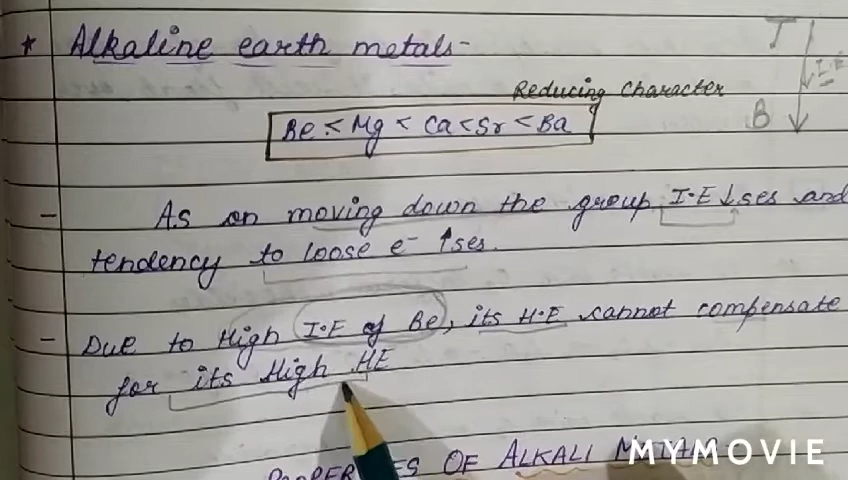 * Alkaline earth metals-
Reducing Character
Be < Mg < Ca < Sr < Ba
T
I.E
B
- As on moving down the group I.E ↓ses and
tendency to loose e- ↑ses.
- Due to High I.E of Be, its H.E cannot compensate
for its High HE
OF ALKALI
MYMOVIE